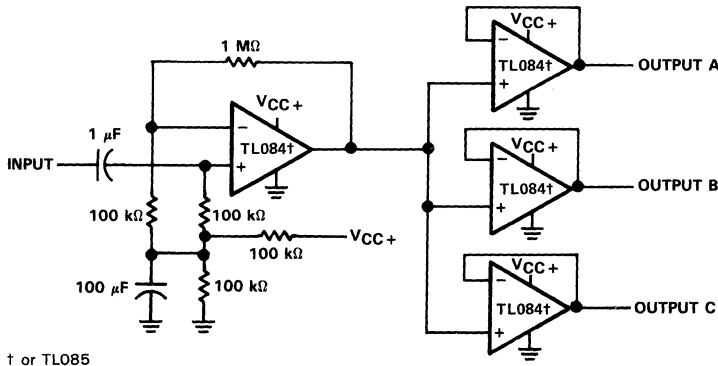 1 MΩ
VCC+
TL084†
OUTPUT A
1 μF
VCC+
TL084†
INPUT
VCC+
TL084†
OUTPUT B
100 kΩ
100 kΩ
100 kΩ
VCC+
100 μF
100 kΩ
VCC+
TL084†
OUTPUT C
† or TL085